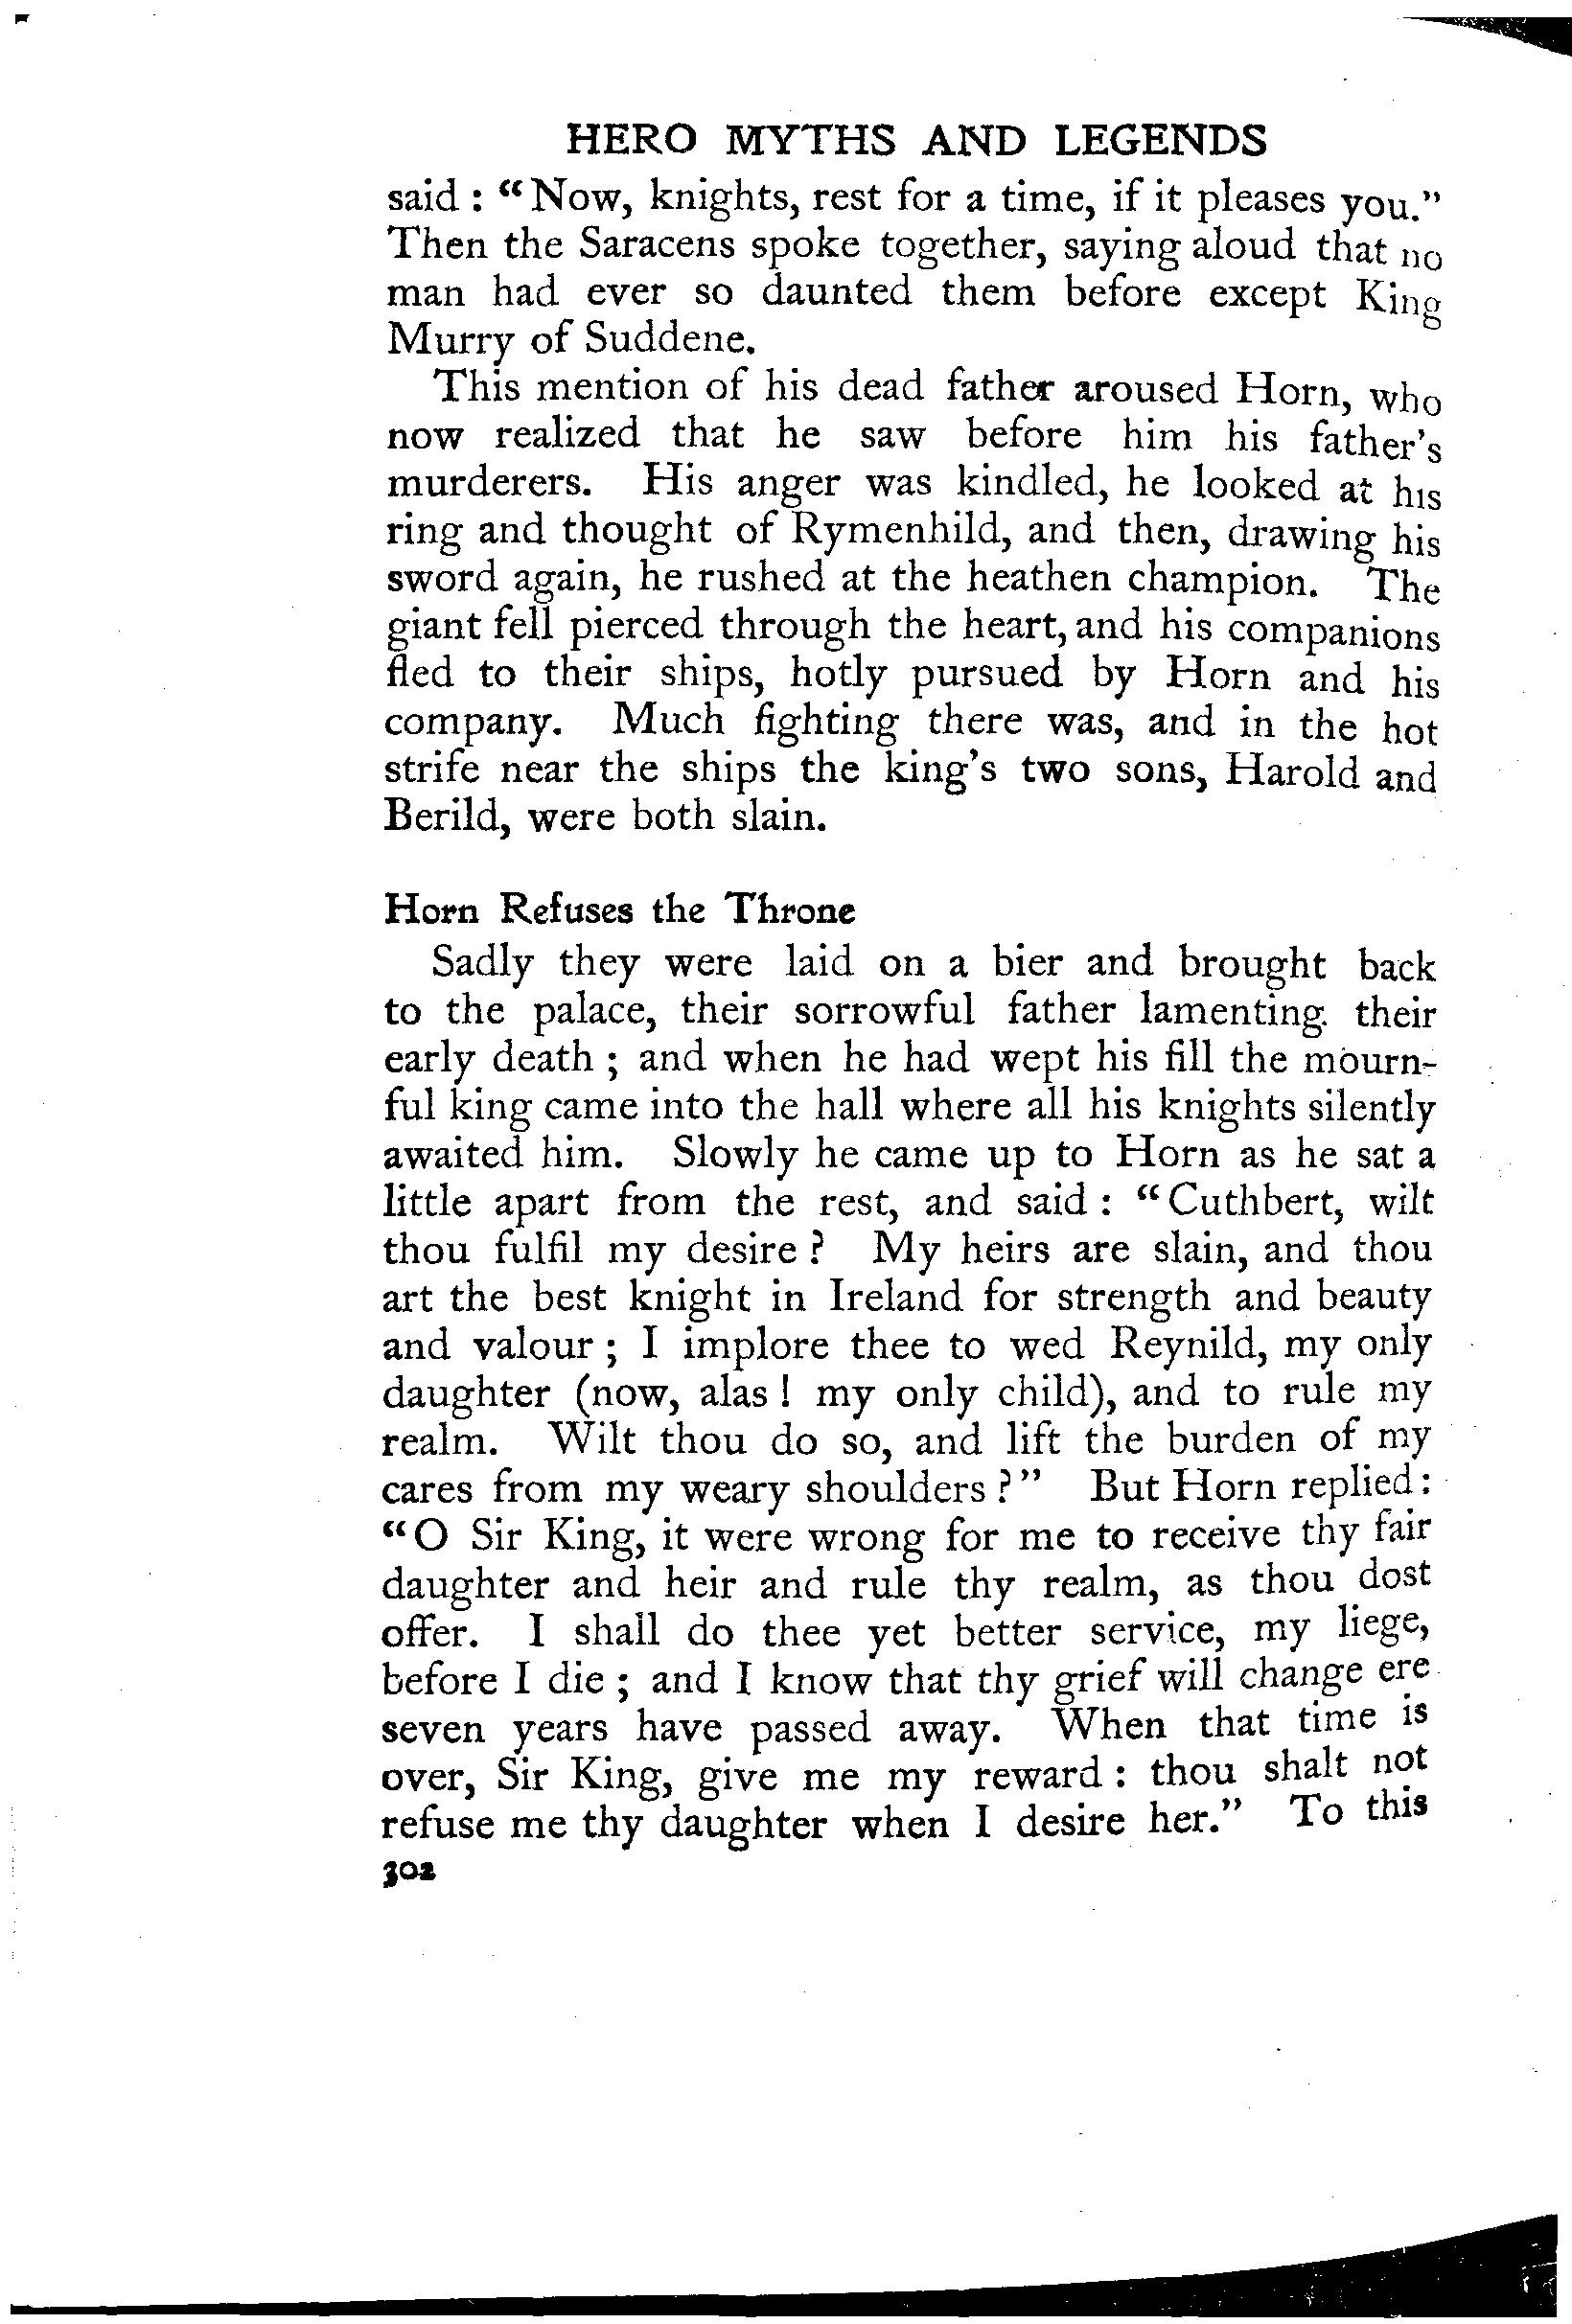 HERO MYTHS AND LEGENDS
said : “Now, knights, rest for a time, if it pleases you.”
Then the Saracens spoke together, saying aloud that no
man had ever so daunted them before except King
Murry of Suddene.
This mention of his dead father aroused Horn, who
now realized that he saw before him his father's
murderers. His anger was kindled, he looked at his
ring and thought of Rymenhild, and then, drawing his
sword again, he rushed at the heathen champion. The
giant fell pierced through the heart, and his companions
fled to their ships, hotly pursued by Horn and his
company. Much fighting there was, and in the hot
strife near the ships the king's two sons, Harold and
Berild, were both slain.
Horn Refuses the Throne
Sadly they were laid on a bier and brought back
to the palace, their sorrowful father lamenting their
early death ; and when he had wept his fill the mourn-
ful king came into the hall where all his knights silently
awaited him. Slowly he came up to Horn as he sat a
little apart from the rest, and said : “Cuthbert, wilt
thou fulfil my desire ? My heirs are slain, and thou
art the best knight in Ireland for strength and beauty
and valour ; I implore thee to wed Reynild, my only
daughter (now, alas ! my only child), and to rule my
realm. Wilt thou do so, and lift the burden of my
cares from my weary shoulders ?” But Horn replied :
“O Sir King, it were wrong for me to receive thy fair
daughter and heir and rule thy realm, as thou dost
offer. I shall do thee yet better service, my liege,
before I die ; and I know that thy grief will change ere
seven years have passed away. When that time is
over, Sir King, give me my reward : thou shalt not
refuse me thy daughter when I desire her.” To this
302